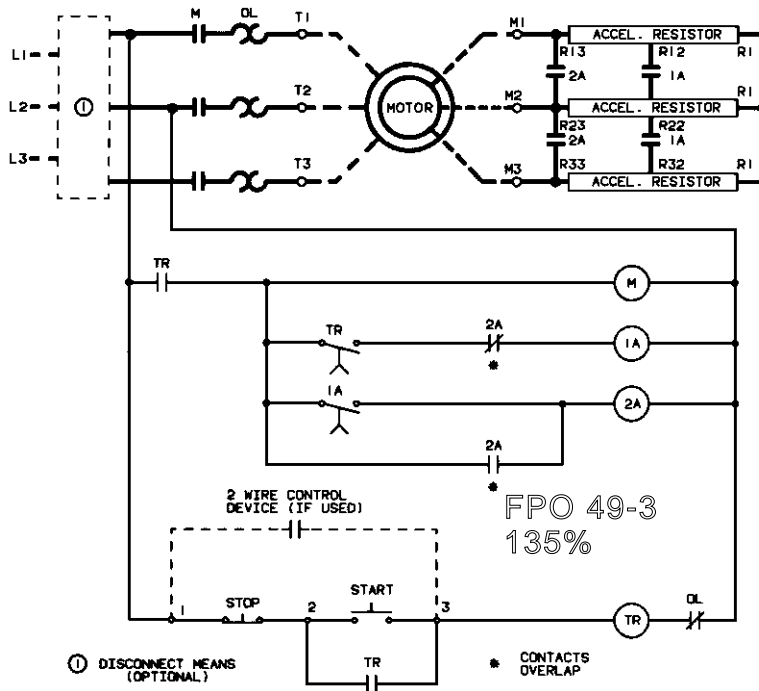 M OL T1 M1 ACCEL. RESISTOR
R13 R12 R1
L1
2A 1A
L2 1 T2 MOTOR M2 ACCEL. RESISTOR R1
R23 R22
2A 1A
L3 T3 M3 R33 R32 R1
ACCEL. RESISTOR
TR
M
TR 2A 1A
*
1A 2A
2A
*
2 WIRE CONTROL
DEVICE (IF USED)
FPO 49-3
135%
1 STOP 2 START 3 TR OL
TR
1 DISCONNECT MEANS
(OPTIONAL)
* CONTACTS
OVERLAP